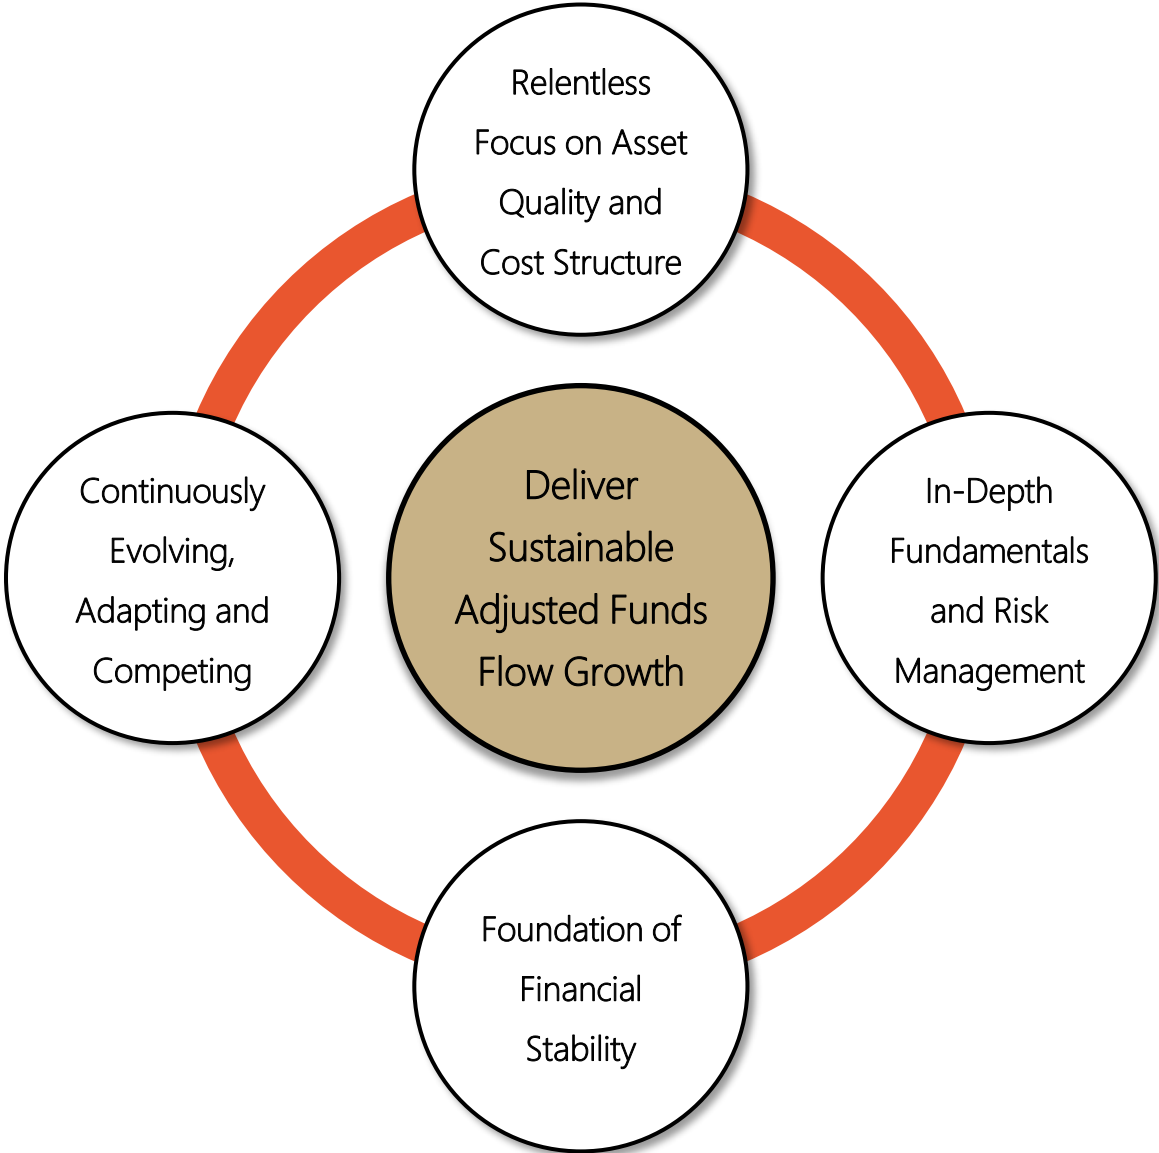 Relentless
Focus on Asset
Quality and
Cost Structure
Continuously
Evolving,
Adapting and
Competing
Deliver
Sustainable
Adjusted Funds
Flow Growth
In-Depth
Fundamentals
and Risk
Management
Foundation of
Financial
Stability